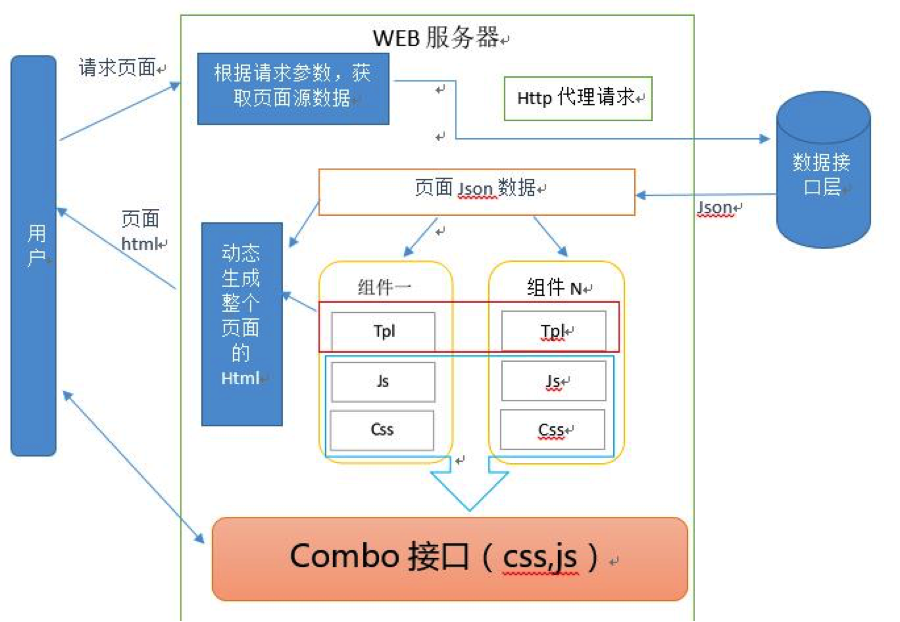 WEB 服务器
请求页面
根据请求参数，获
取页面源数据
Http 代理请求
数据接
口层
页面 Json 数据
Json
用
户
页面
html
动态
生成
整个
页面
的
Html
组件一
组件 N
Tpl
Tpl
Js
Js
Css
Css
Combo 接口（css,js ）